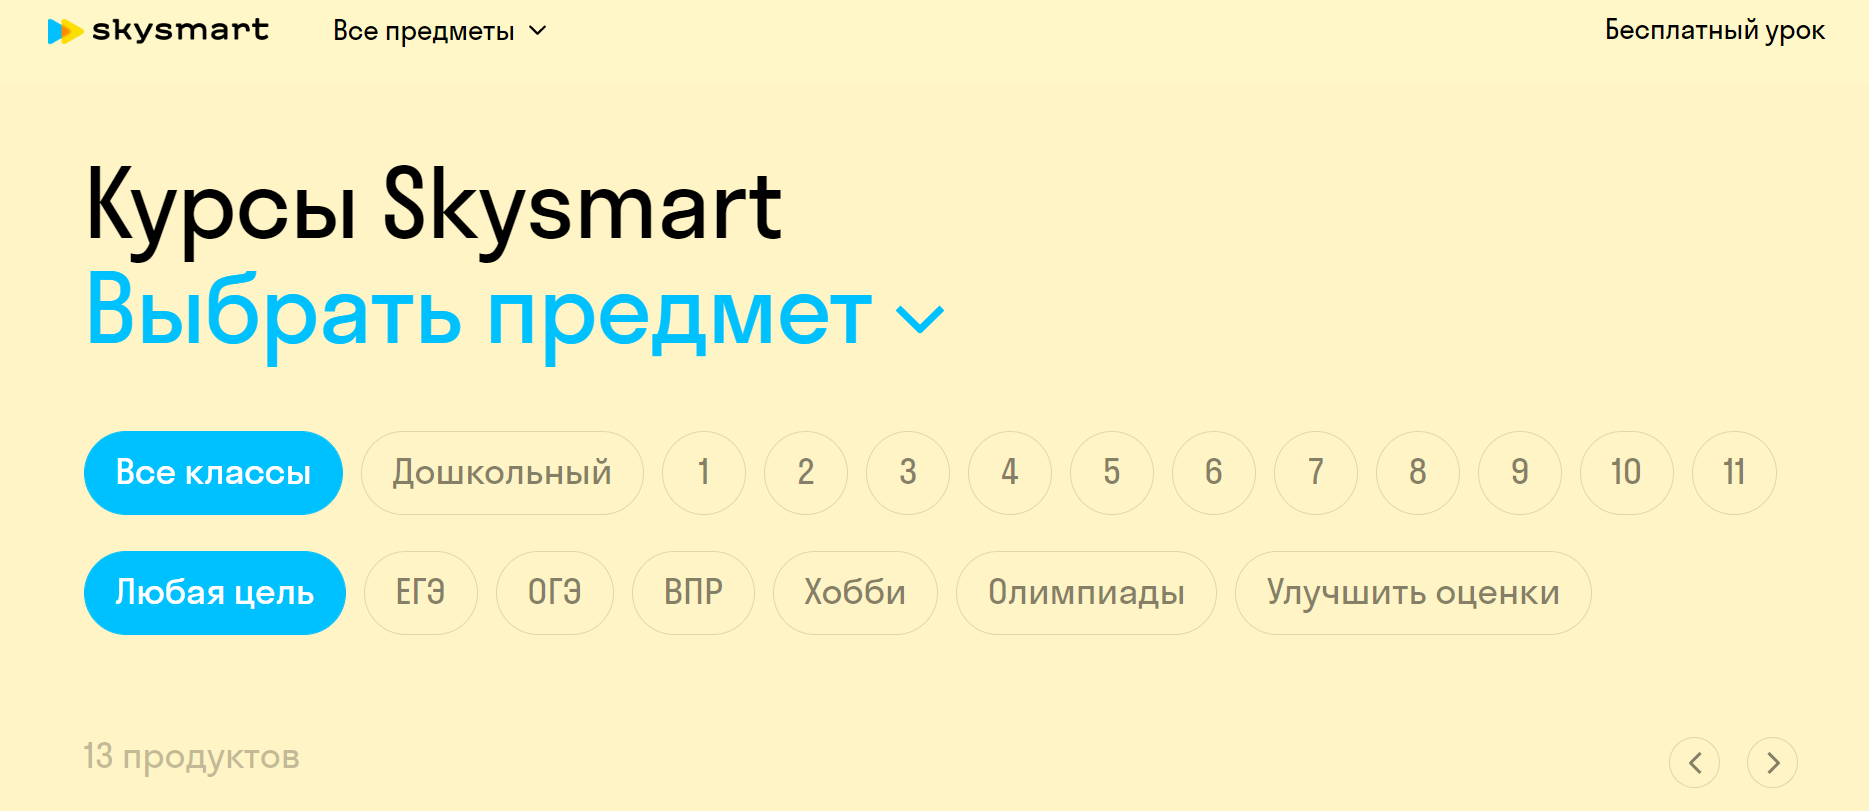 skysmart Все предметы Бесплатный урок
Курсы Skysmart
Выбрать предмет
Все классы Дошкольный 1 2 3 4 5 6 7 8 9 10 11
Любая цель ЕГЭ ОГЭ ВПР Хобби Олимпиады Улучшить оценки
13 продуктов